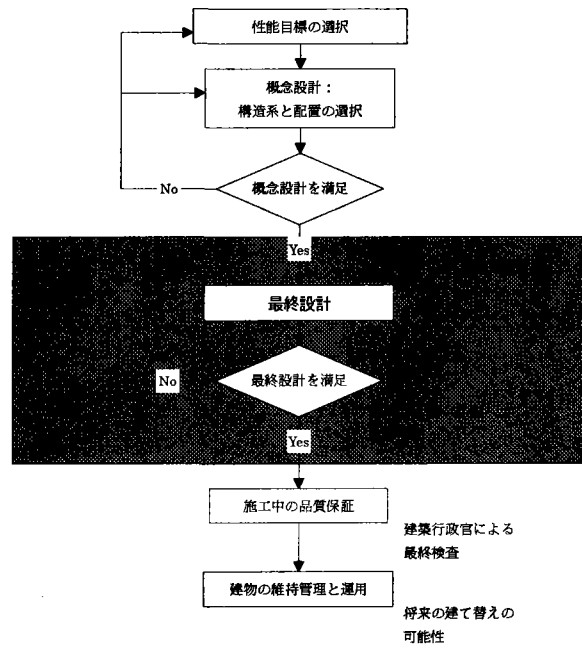 性能目標の選択
概念設計：
構造系と配置の選択
No
概念設計を満足
Yes
最終設計
No
最終設計を満足
Yes
施工中の品質保証
建築行政官による
最終検査
建物の維持管理と運用
将来の建て替えの
可能性